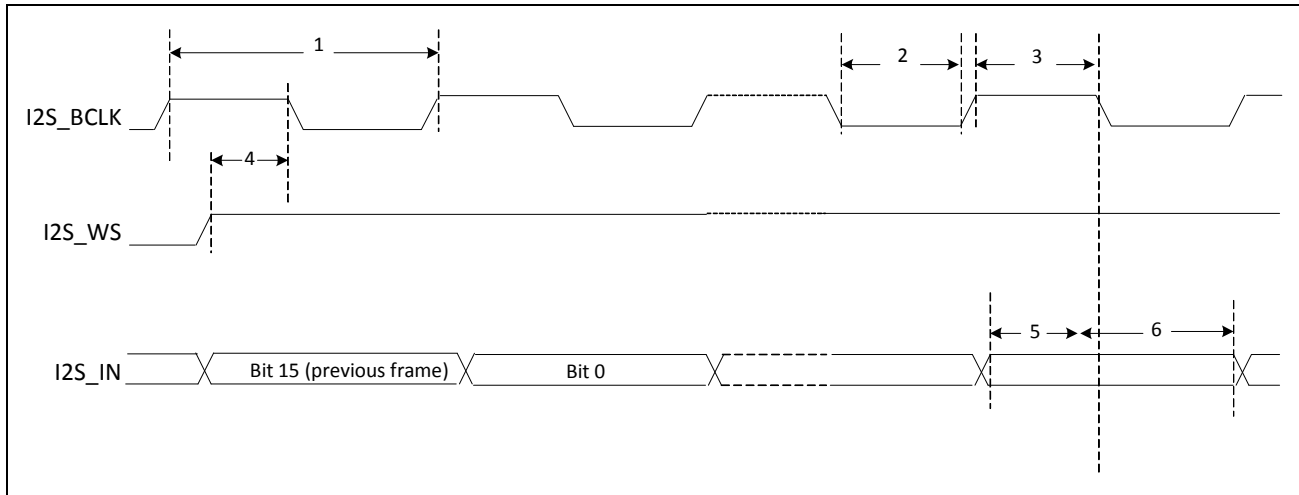 1
2
3
I2S_BCLK
4
I2S_WS
5
6
I2S_IN
Bit 15 (previous frame)
Bit 0